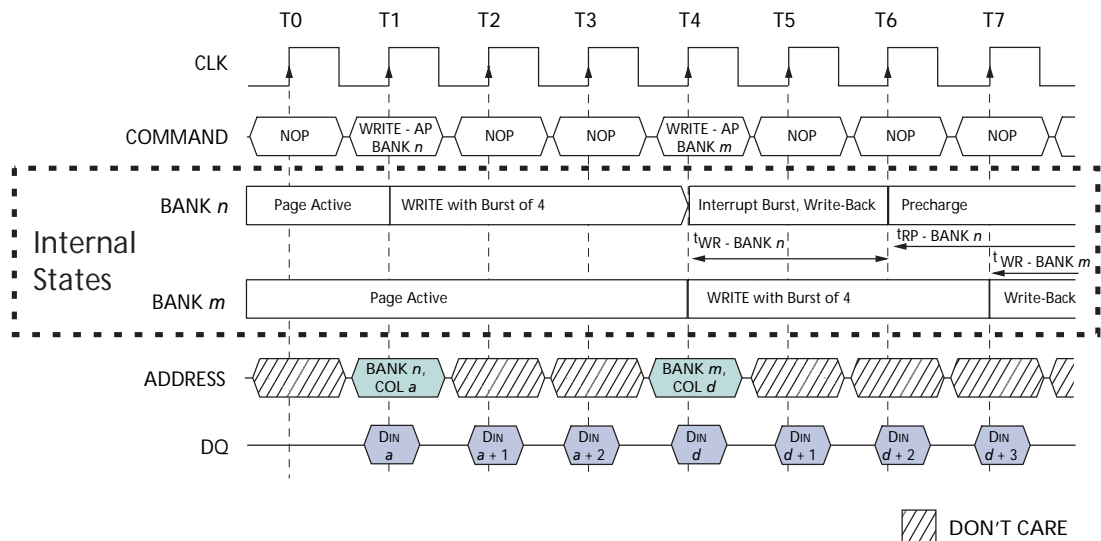 T0 T1 T2 T3 T4 T5 T6 T7
CLK
COMMAND NOP WRITE - AP BANK n NOP NOP WRITE - AP BANK m NOP NOP NOP
Internal States
BANK n Page Active WRITE with Burst of 4 Interrupt Burst, Write-Back Precharge
tWR - BANK n tRP - BANK n
t WR - BANK m
BANK m Page Active WRITE with Burst of 4 Write-Back
ADDRESS BANK n, COL a BANK m, COL d
DQ DIN a DIN a + 1 DIN a + 2 DIN d DIN d + 1 DIN d + 2 DIN d + 3
DON'T CARE